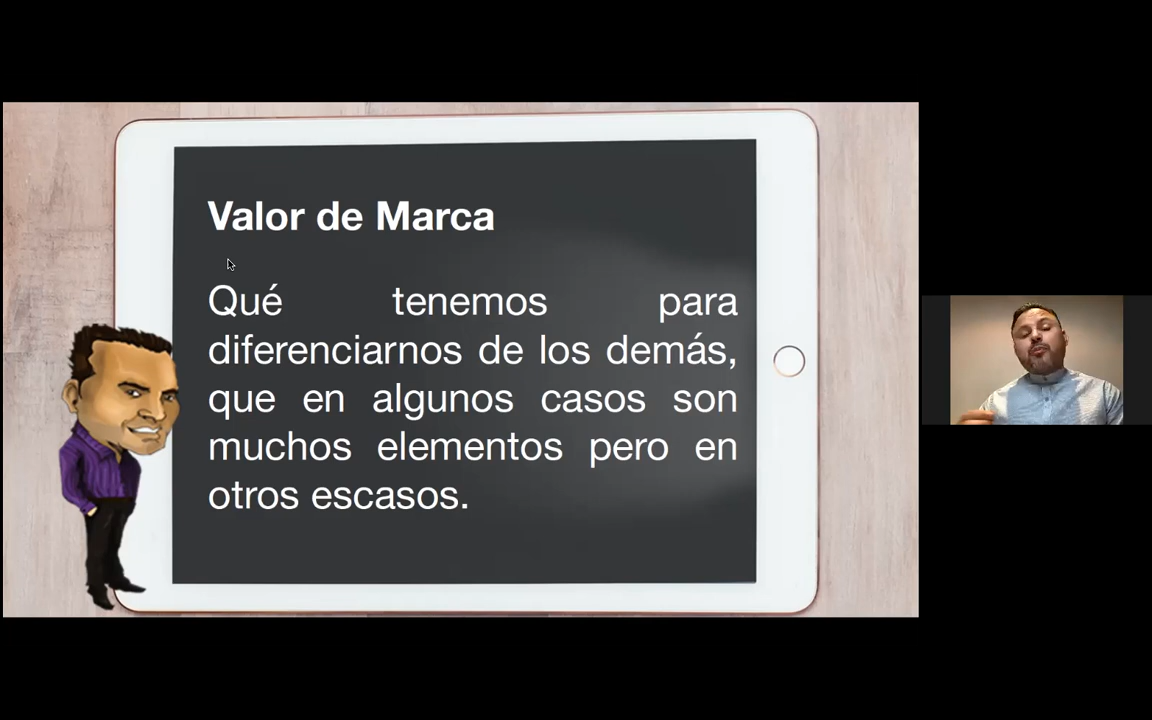 Valor de Marca
Qué tenemos para
diferenciarnos de los demás,
que en algunos casos son
muchos elementos pero en
otros escasos.